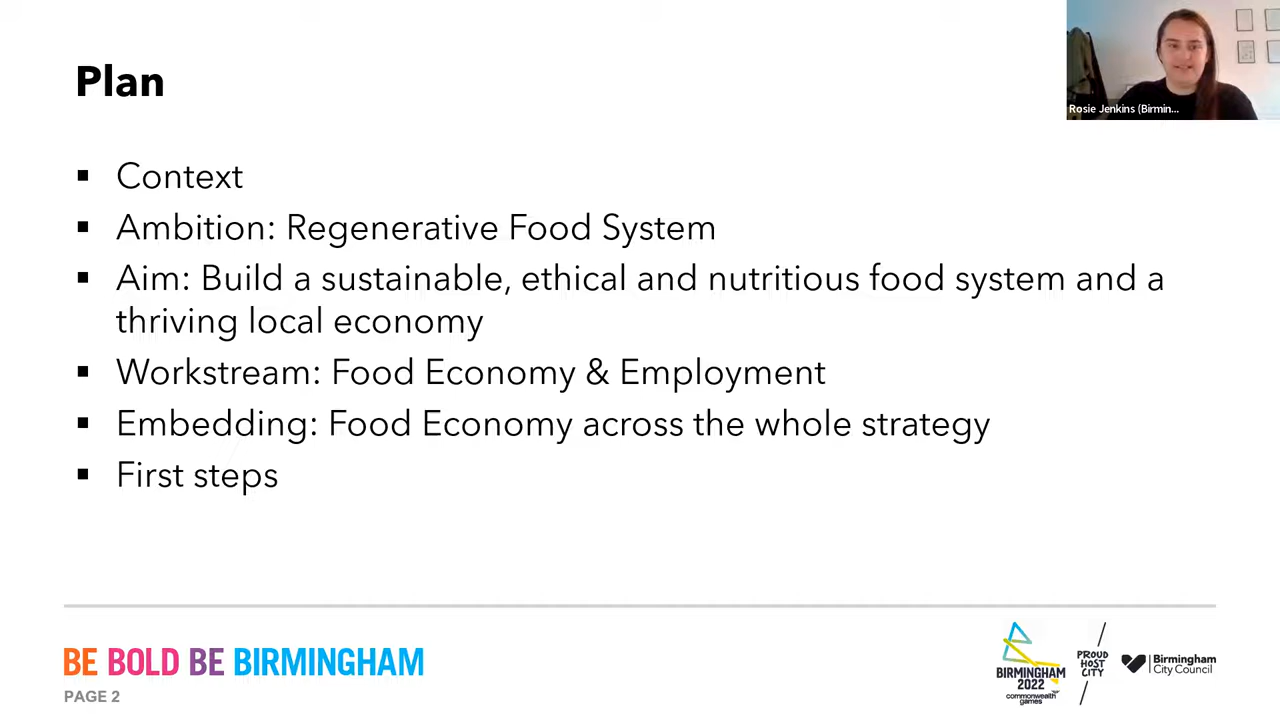 Plan
Rosie Jenkins (Birmin...
▪ Context
▪ Ambition: Regenerative Food System
▪ Aim: Build a sustainable, ethical and nutritious food system and a
thriving local economy
▪ Workstream: Food Economy & Employment
▪ Embedding: Food Economy across the whole strategy
▪ First steps
BE BOLD BE BIRMINGHAM
PAGE 2
BIRMINGHAM
2022
commonwealth
games
PROUD
HOST
CITY
Birmingham
City Council